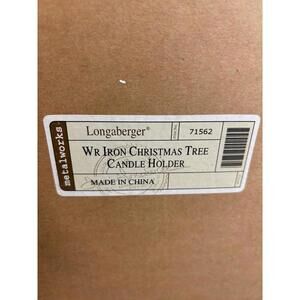 metalworks
Longaberger®
71562
WR IRON CHRISTMAS TREE
CANDLE HOLDER
MADE IN CHINA